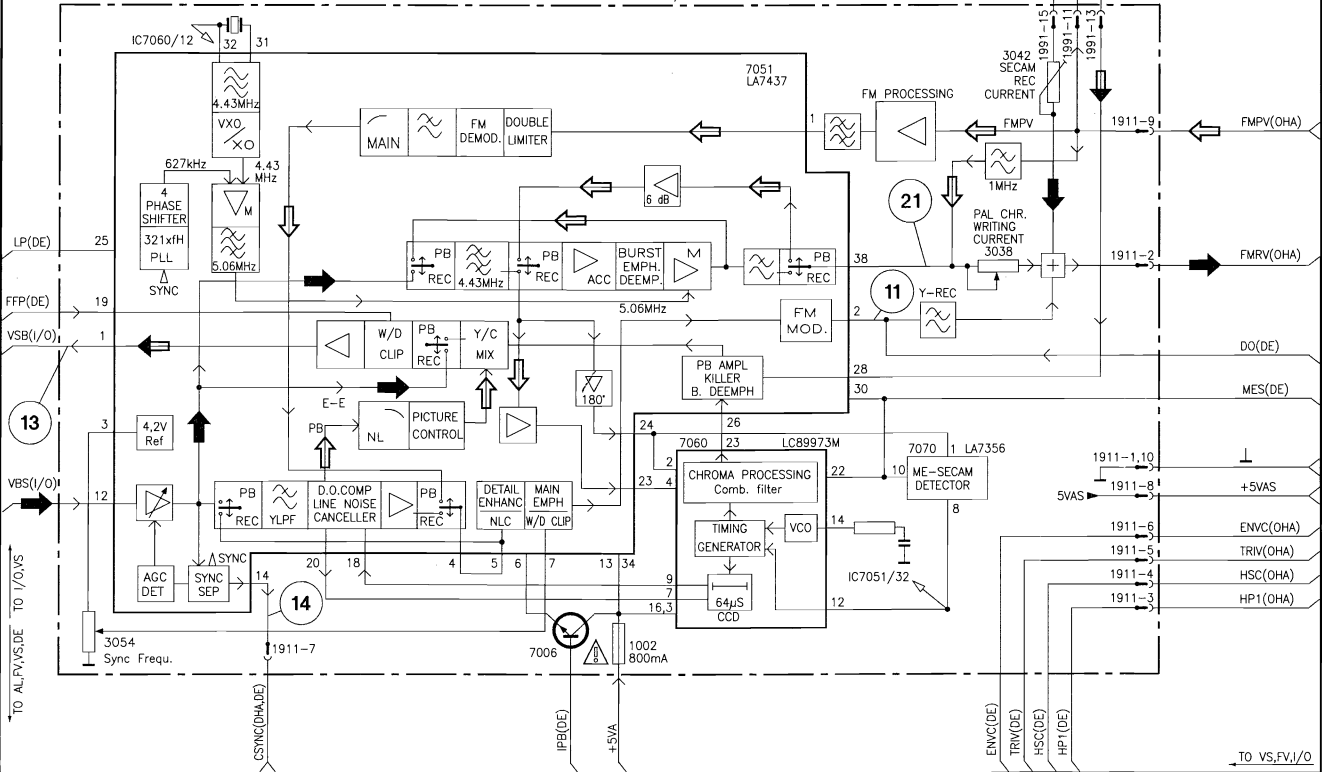 IC7060/12
32
31
4.43MHz
VXO
XO
627kHz
4.43
MHz
4
PHASE
SHIFTER
321xfH
PLL
SYNC
M
5.06MHz
7051
LA7437
MAIN
FM
DEMOD.
DOUBLE
LIMITER
1
FM PROCESSING
FMPV
1991-15
1991-11
1991-13
3042
SECAM
REC
CURRENT
1911-9
FMPV(OHA)
1MHz
6 dB
21
PAL CHR.
WRITING
CURRENT
3038
LP(DE)
25
PB
REC
4.43MHz
PB
REC
ACC
BURST
EMPH.
DEEMP.
M
PB
REC
38
1911-2
FMRV(OHA)
5.06MHz
FFP(DE)
19
VSB(I/O)
1
W/D
CLIP
PB
REC
Y/C
MIX
FM
MOD.
2
11
Y-REC
DO(DE)
13
E-E
180°
PB AMPL
KILLER
B. DEEMPH
28
30
MES(DE)
3
4,2V
Ref
PB
NL
PICTURE
CONTROL
24
26
7060
23
LC89973M
7070
1
LA7356
VBS(I/O)
12
PB
REC
YLPF
D.O.COMP
LINE NOISE
CANCELLER
PB
REC
DETAIL
ENHANC
NLC
MAIN
EMPH
W/D CLIP
23
2
4
CHROMA PROCESSING
Comb. filter
22
10
ME-SECAM
DETECTOR
8
1911-1,10
5VAS
1911-8
+5VAS
TIMING
GENERATOR
VCO
14
1911-6
ENVC(OHA)
1911-5
TRIV(OHA)
1911-4
HSC(OHA)
1911-3
HP1(OHA)
AGC
DET
SYNC
SYNC
SEP
14
14
20
18
4
5
6
7
13
34
9
7
16,3
64µS
CCD
IC7051/32
12
3054
Sync Frequ.
1911-7
7006
1002
800mA
TO I/O,VS
TO AL,FV,VS,DE
CSYNC(DHA,DE)
IPB(DE)
+5VA
ENVC(DE)
TRIV(DE)
HSC(DE)
HP1(DE)
TO VS,FV,I/O